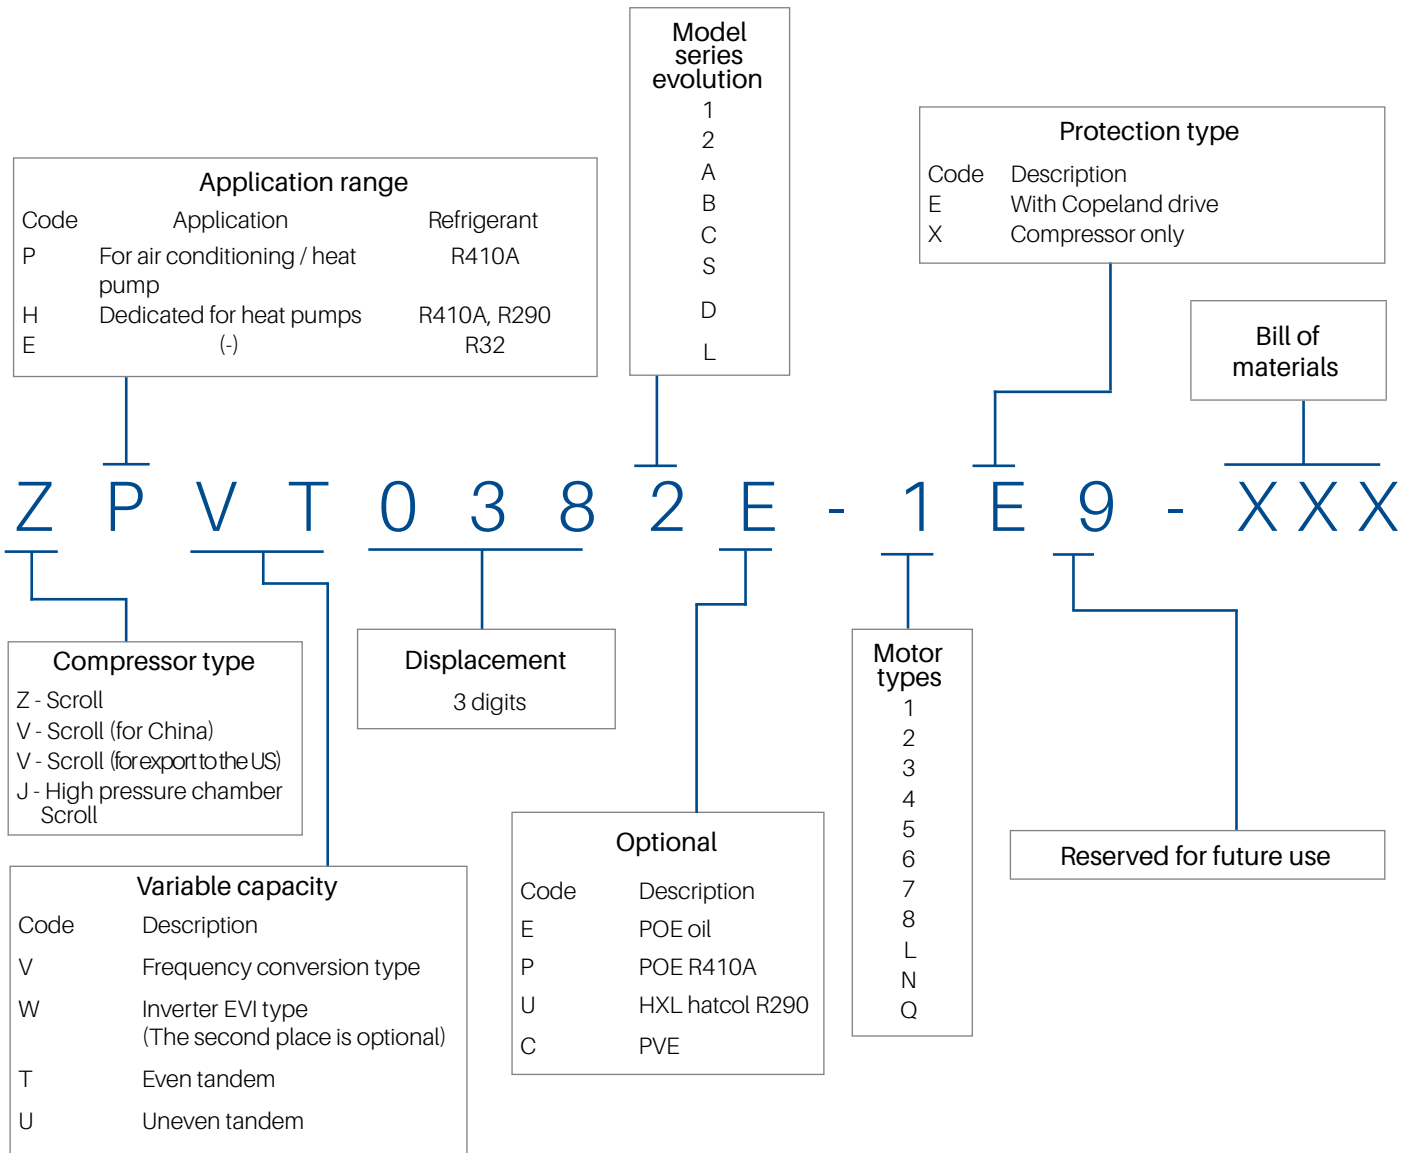 Model
series
evolution
1
2
A
B
C
S
D
L
Protection type
Code Description
E With Copeland drive
X Compressor only
Application range
Code Application Refrigerant
P For air conditioning / heat R410A
pump
H Dedicated for heat pumps R410A, R290
E (-) R32
Bill of
materials
Z P V T 0 3 8 2 E - 1 E 9 - X X X
Compressor type
Z - Scroll
V - Scroll (for China)
V - Scroll (for export to the US)
J - High pressure chamber
Scroll
Displacement
3 digits
Motor
types
1
2
3
4
5
6
7
8
L
N
Q
Optional
Code Description
E POE oil
P POE R410A
U HXL hatcol R290
C PVE
Reserved for future use
Variable capacity
Code Description
V Frequency conversion type
W Inverter EVI type
(The second place is optional)
T Even tandem
U Uneven tandem